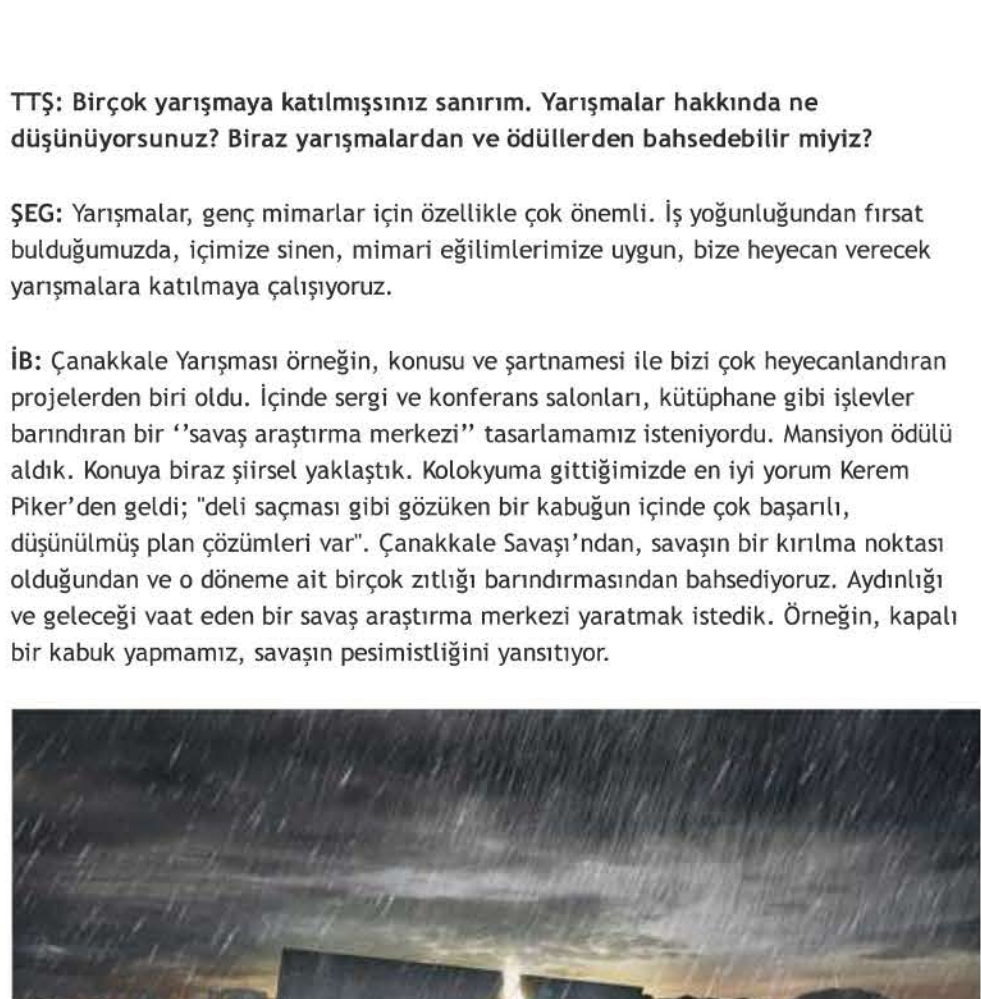 TTŞ: Birçok yarışmaya katılmışsınız sanırım. Yarışmalar hakkında ne
düşünüyorsunuz? Biraz yarışmalardan ve ödüllerden bahsedebilir miyiz?
ŞEG: Yarışmalar, genç mimarlar için özellikle çok önemli. İş yoğunluğundan fırsat
bulduğumuzda, içimize sinen, mimari eğilimlerimize uygun, bize heyecan verecek
yarışmalara katılmaya çalışıyoruz.
İB: Çanakkale Yarışması örneğin, konusu ve şartnamesi ile bizi çok heyecanlandıran
projelerden biri oldu. İçinde sergi ve konferans salonları, kütüphane gibi işlevler
barındıran bir ‘’savaş araştırma merkezi’’ tasarlamamız isteniyordu. Mansiyon ödülü
aldık. Konuya biraz şiirsel yaklaştık. Kolokyuma gittiğimizde en iyi yorum Kerem
Piker’den geldi; "deli saçması gibi gözüken bir kabuğun içinde çok başarılı,
düşünülmüş plan çözümleri var". Çanakkale Savaşı’ndan, savaşın bir kırılma noktası
olduğundan ve o döneme ait birçok zıtlığı barındırmasından bahsediyoruz. Aydınlığı
ve geleceği vaat eden bir savaş araştırma merkezi yaratmak istedik. Örneğin, kapalı
bir kabuk yapmamız, savaşın pesimistliğini yansıtıyor.